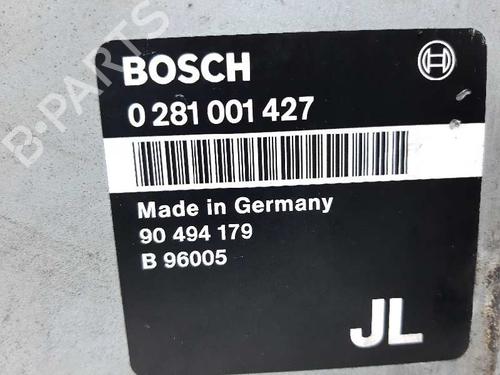 BOSCH
0 281 001 427
Made in Germany
90 494 179
B 96005
JL
B-PARTS